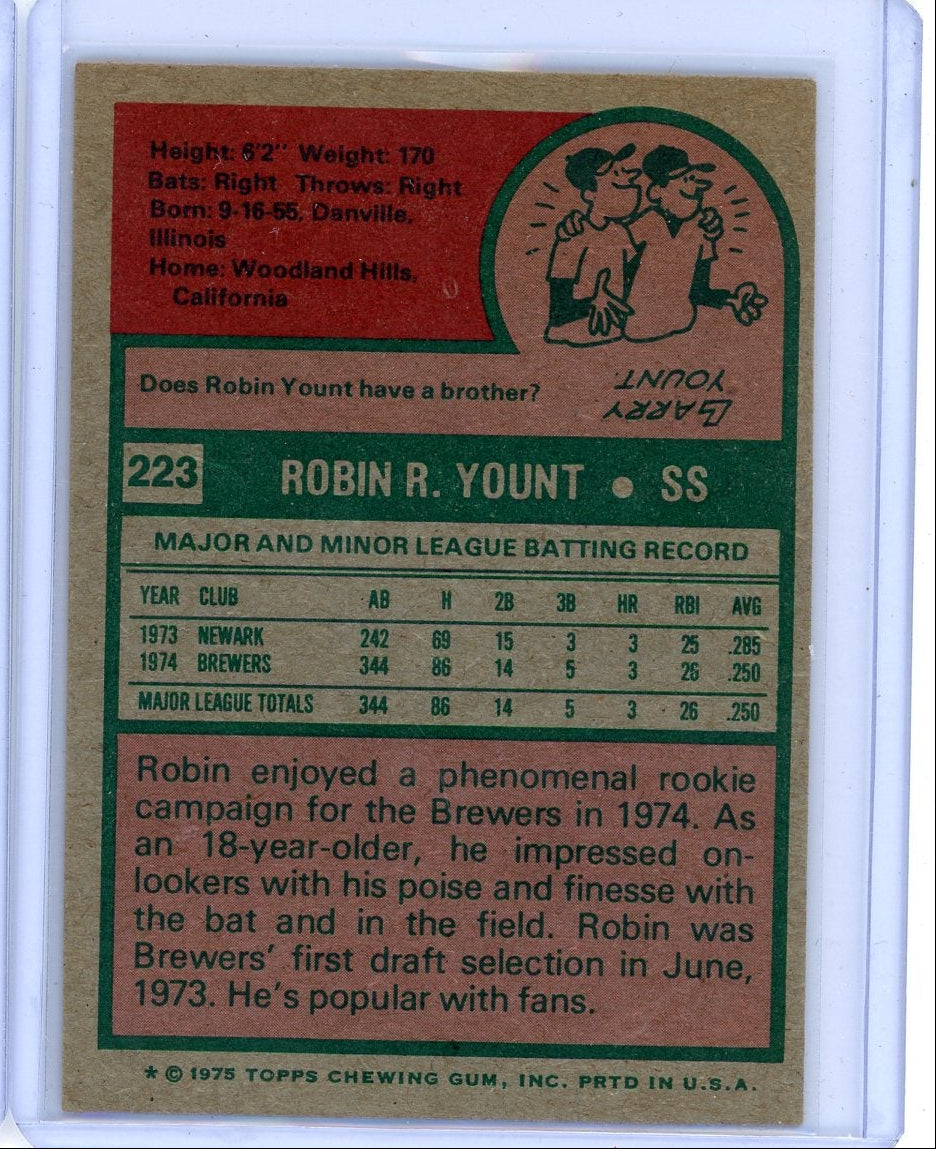 Height: 6'2" Weight: 170
Bats: Right Throws: Right
Born: 9-16-55, Danville,
Illinois
Home: Woodland Hills,
California
Does Robin Yount have a brother?
LARRY
YOUNT.
223 ROBIN R. YOUNT • SS
MAJOR AND MINOR LEAGUE BATTING RECORD
YEAR CLUB AB H 2B 3B HR RBI AVG
1973 NEWARK 242 69 15 3 3 25 .285
1974 BREWERS 344 86 14 5 3 26 .250
MAJOR LEAGUE TOTALS 344 86 14 5 3 26 .250
Robin enjoyed a phenomenal rookie
campaign for the Brewers in 1974. As
an 18-year-older, he impressed on-
lookers with his poise and finesse with
the bat and in the field. Robin was
Brewers' first draft selection in June,
1973. He's popular with fans.
* © 1975 TOPPS CHEWING GUM, INC. PRTD IN U.S.A.